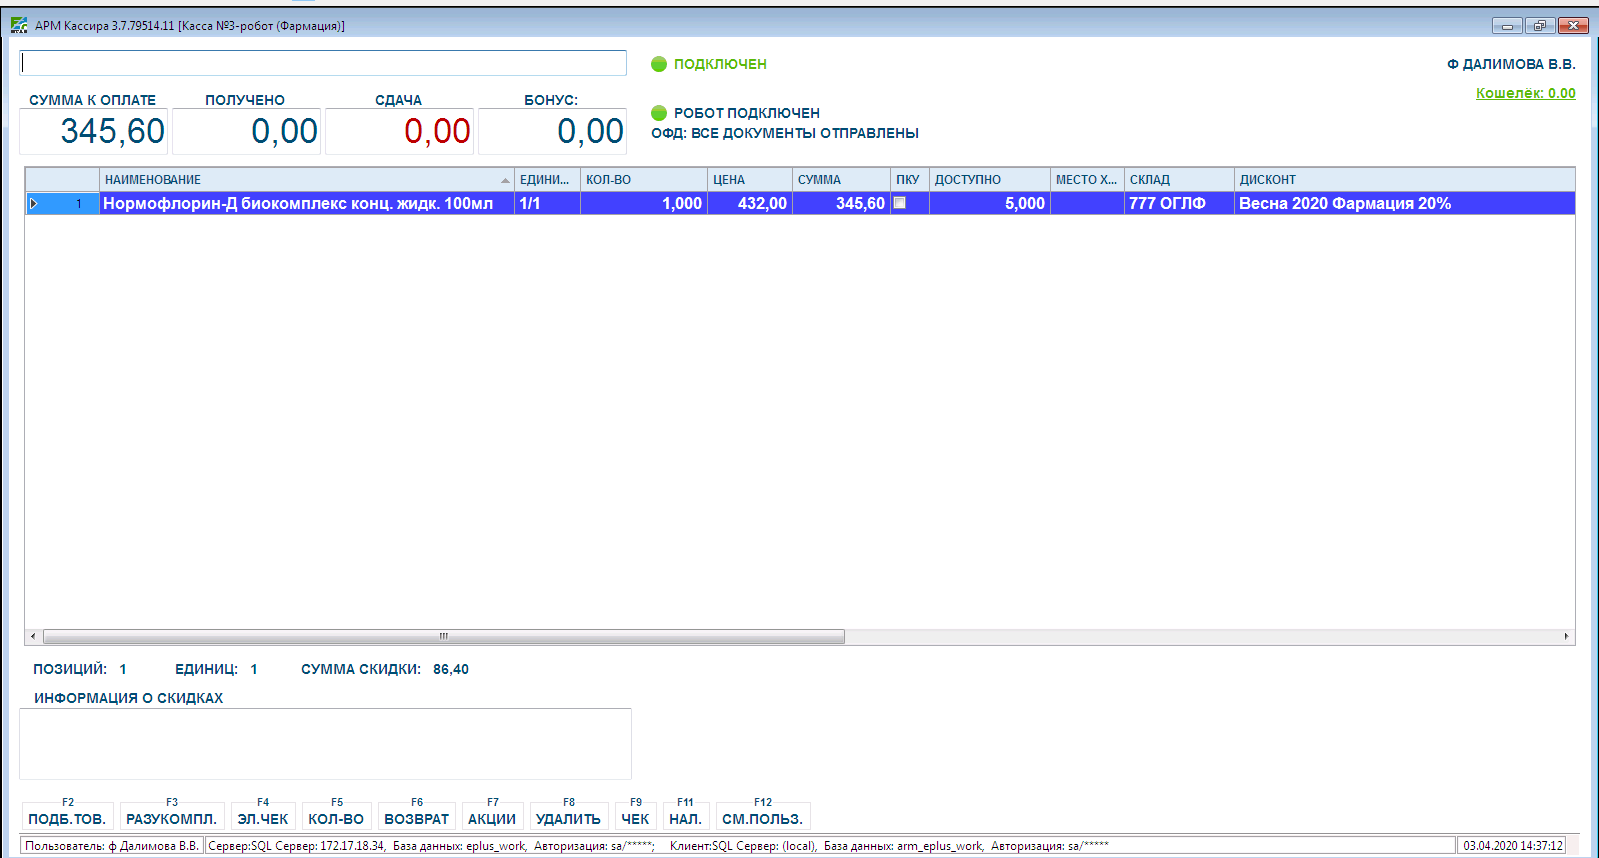 АРМ Кассира 3.7.79514.11 [Касса №3-робот (Фармация)]
ПОДКЛЮЧЕН
Ф ДАЛИМОВА В.В.
Кошелёк: 0.00
СУММА К ОПЛАТЕ ПОЛУЧЕНО СДАЧА БОНУС:
345,60 0,00 0,00 0,00
РОБОТ ПОДКЛЮЧЕН
ОФД: ВСЕ ДОКУМЕНТЫ ОТПРАВЛЕНЫ
НАИМЕНОВАНИЕ ЕДИНИ... КОЛ-ВО ЦЕНА СУММА ПКУ ДОСТУПНО МЕСТО Х... СКЛАД ДИСКОНТ
1 Нормофлорин-Д биокомплекс конц. жидк. 100мл 1/1 1,000 432,00 345,60 5,000 777 ОГЛФ Весна 2020 Фармация 20%
ПОЗИЦИЙ: 1 ЕДИНИЦ: 1 СУММА СКИДКИ: 86,40
ИНФОРМАЦИЯ О СКИДКАХ
F2 F3 F4 F5 F6 F7 F8 F9 F11 F12
ПОДБ.ТОВ. РАЗУКОМПЛ. ЭЛ.ЧЕК КОЛ-ВО ВОЗВРАТ АКЦИИ УДАЛИТЬ ЧЕК НАЛ. СМ.ПОЛЬЗ.
Пользователь: ф Далимова В.В. Сервер:SQL Сервер: 172.17.18.34, База данных: eplus_work, Авторизация: sa/*****; Клиент:SQL Сервер: (local), База данных: arm_eplus_work, Авторизация: sa/***** 03.04.2020 14:37:12